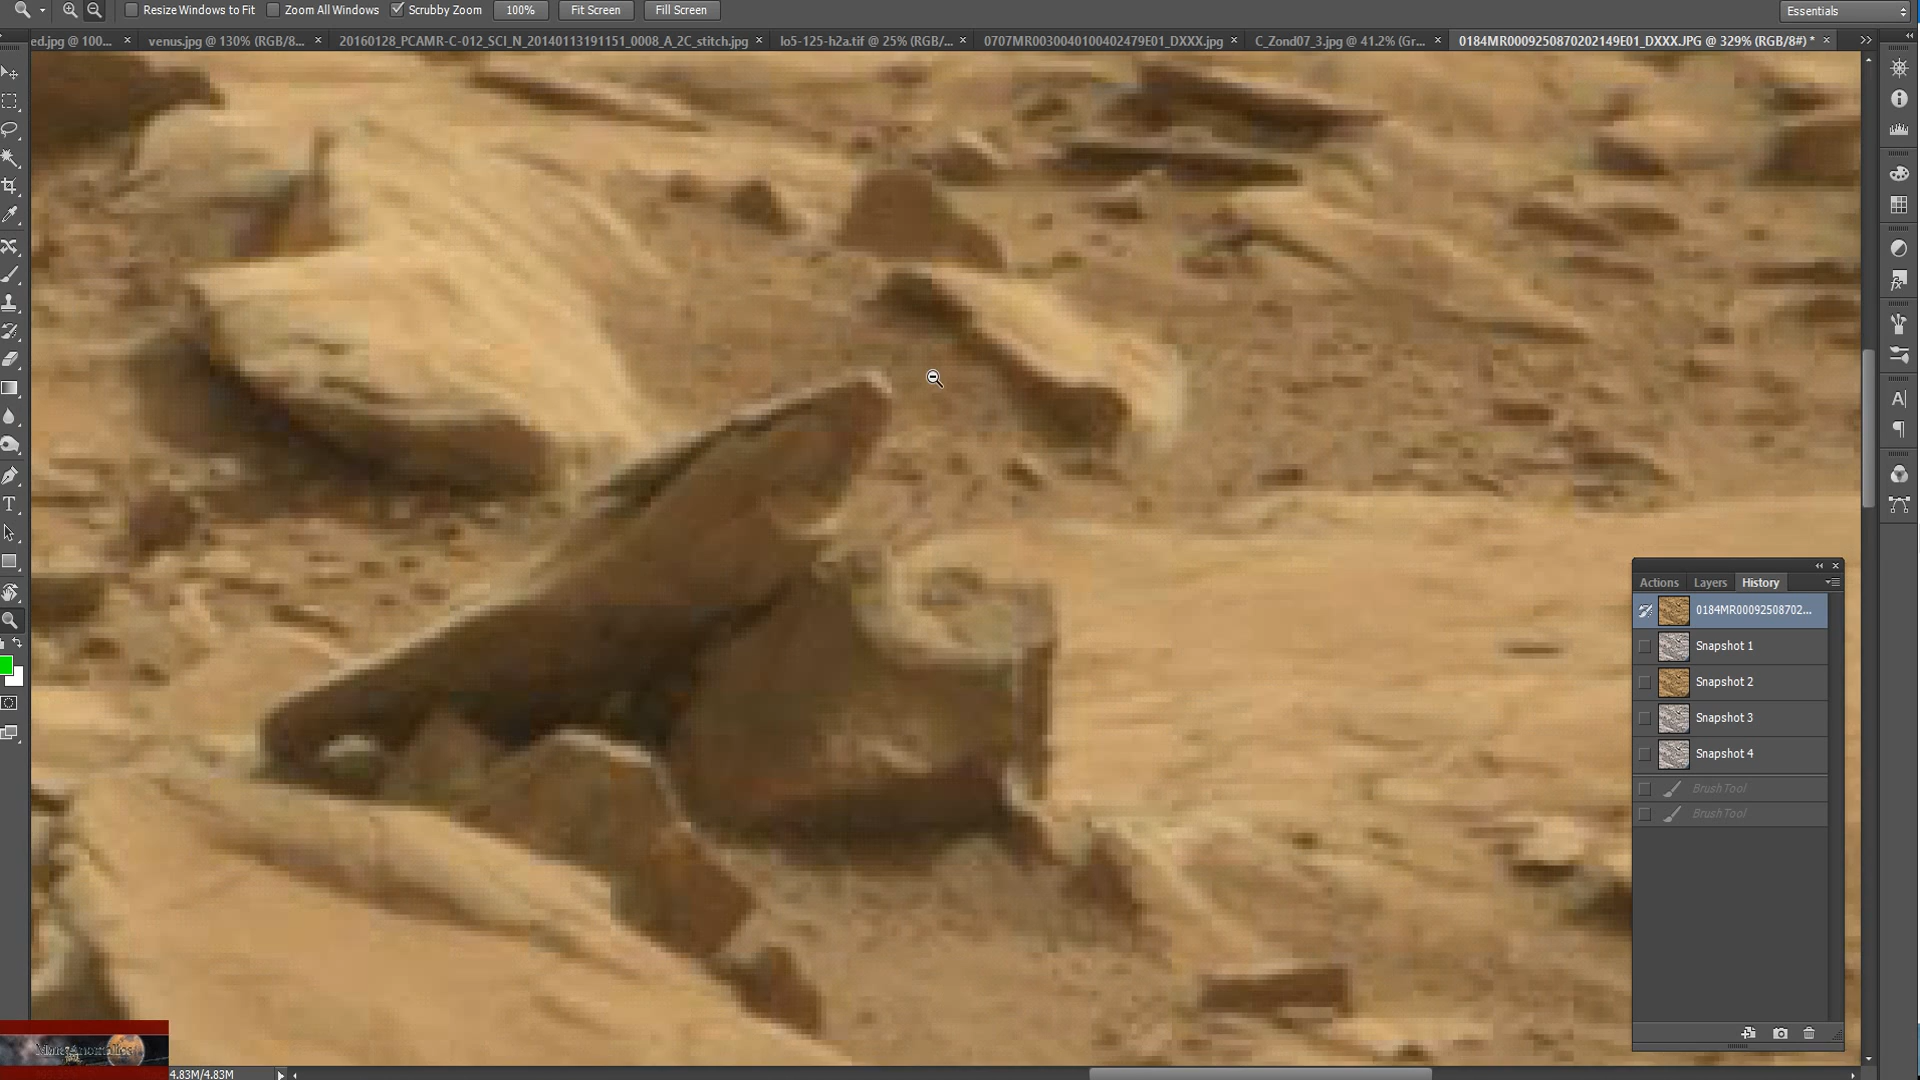 Resize Windows to Fit Zoom All Windows Scrubby Zoom 100% Fit Screen Fill Screen Essentials
ed.jpg @ 100... × venus.jpg @ 130% (RGB/8... × 20160128_PCAMR-C-012_SCI_N_20140113191151_0008_A_2C_stitch.jpg × lo5-125-h2a.tif @ 25% (RGB/... × 0707MR0030040100402479E01_DXXX.jpg × C_Zond07_3.jpg @ 41.2% (Gr... × 0184MR0009250870202149E01_DXXX.JPG @ 329% (RGB/8#) * ×
Actions Layers History
0184MR00092508702...
Snapshot 1
Snapshot 2
Snapshot 3
Snapshot 4
Brush Tool
Brush Tool
4.83M/4.83M